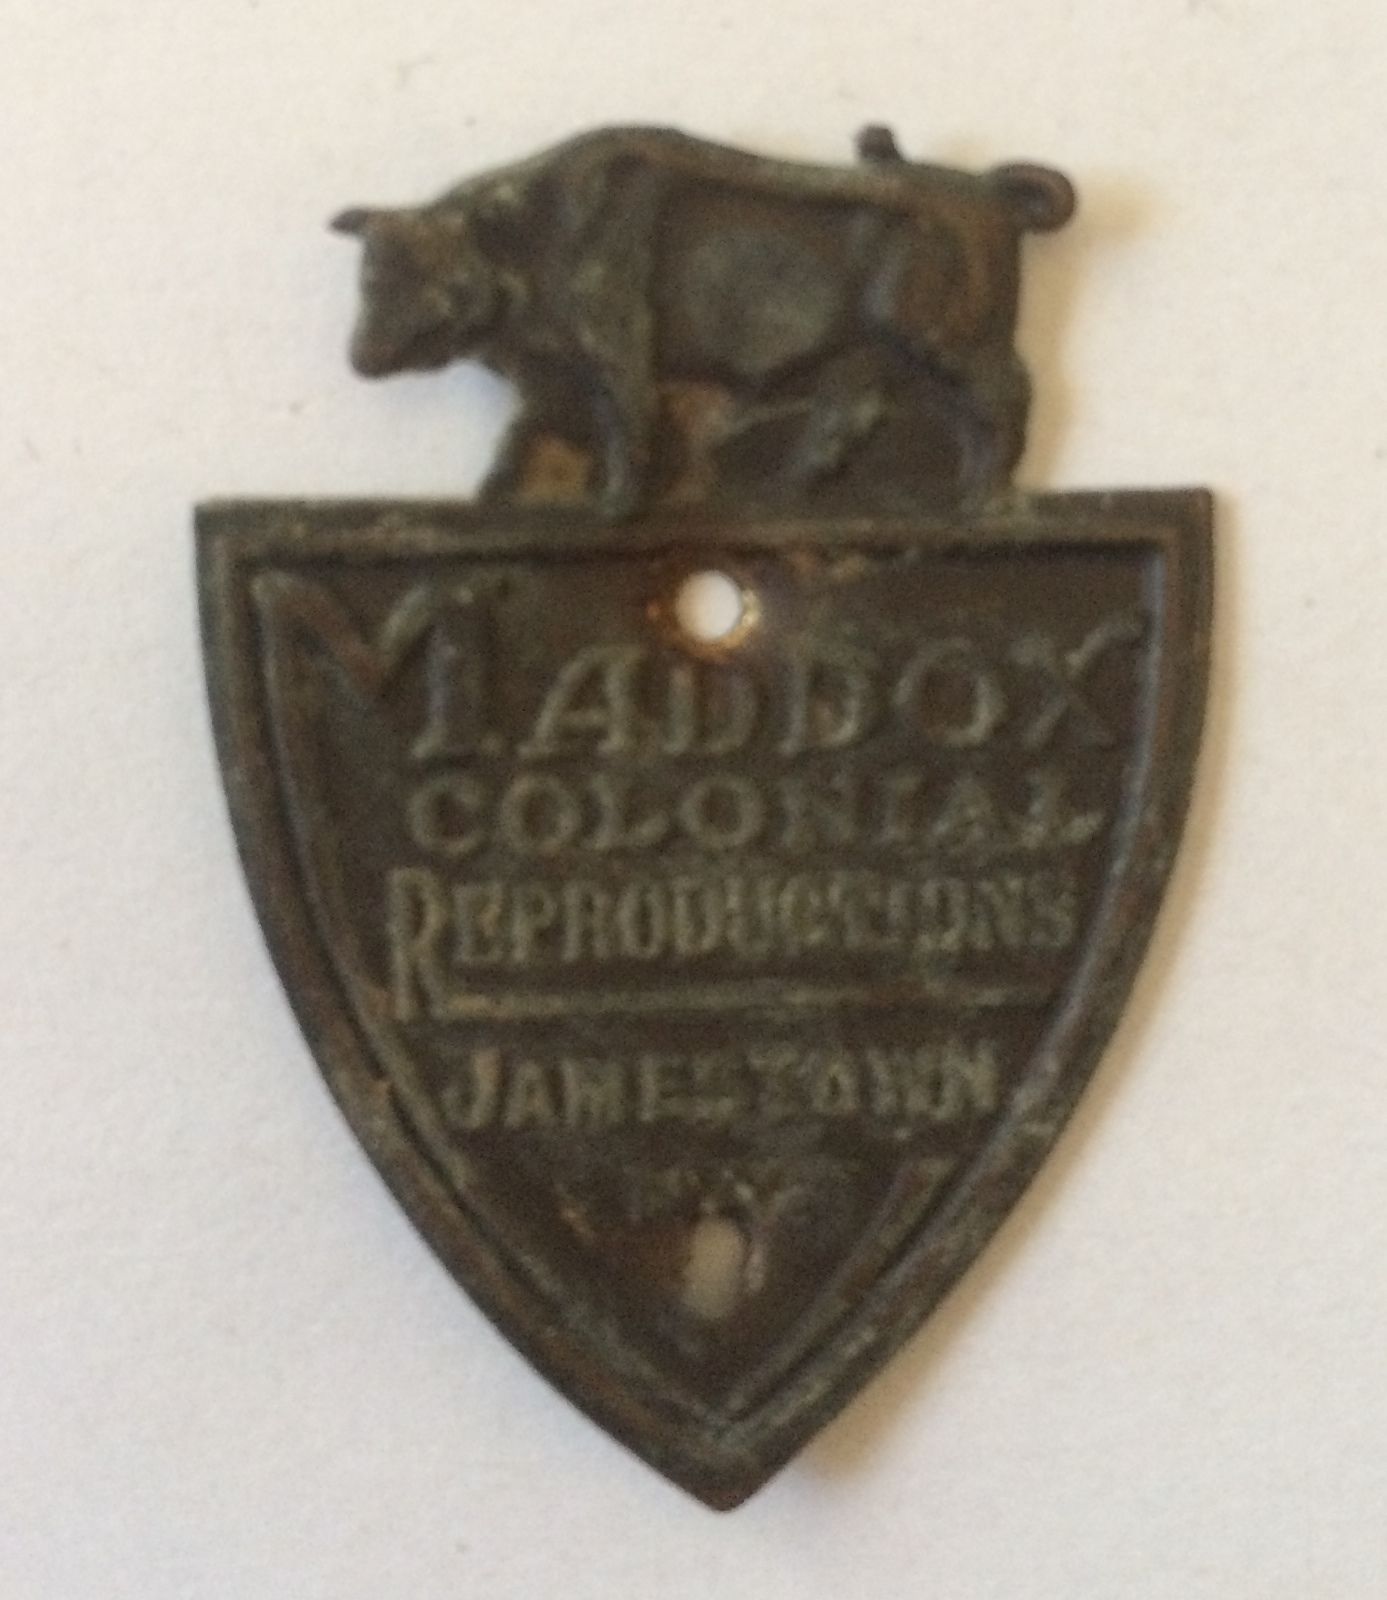 MADDOX
COLONIAL
REPRODUCTIONS
JAMESTOWN
N.Y.